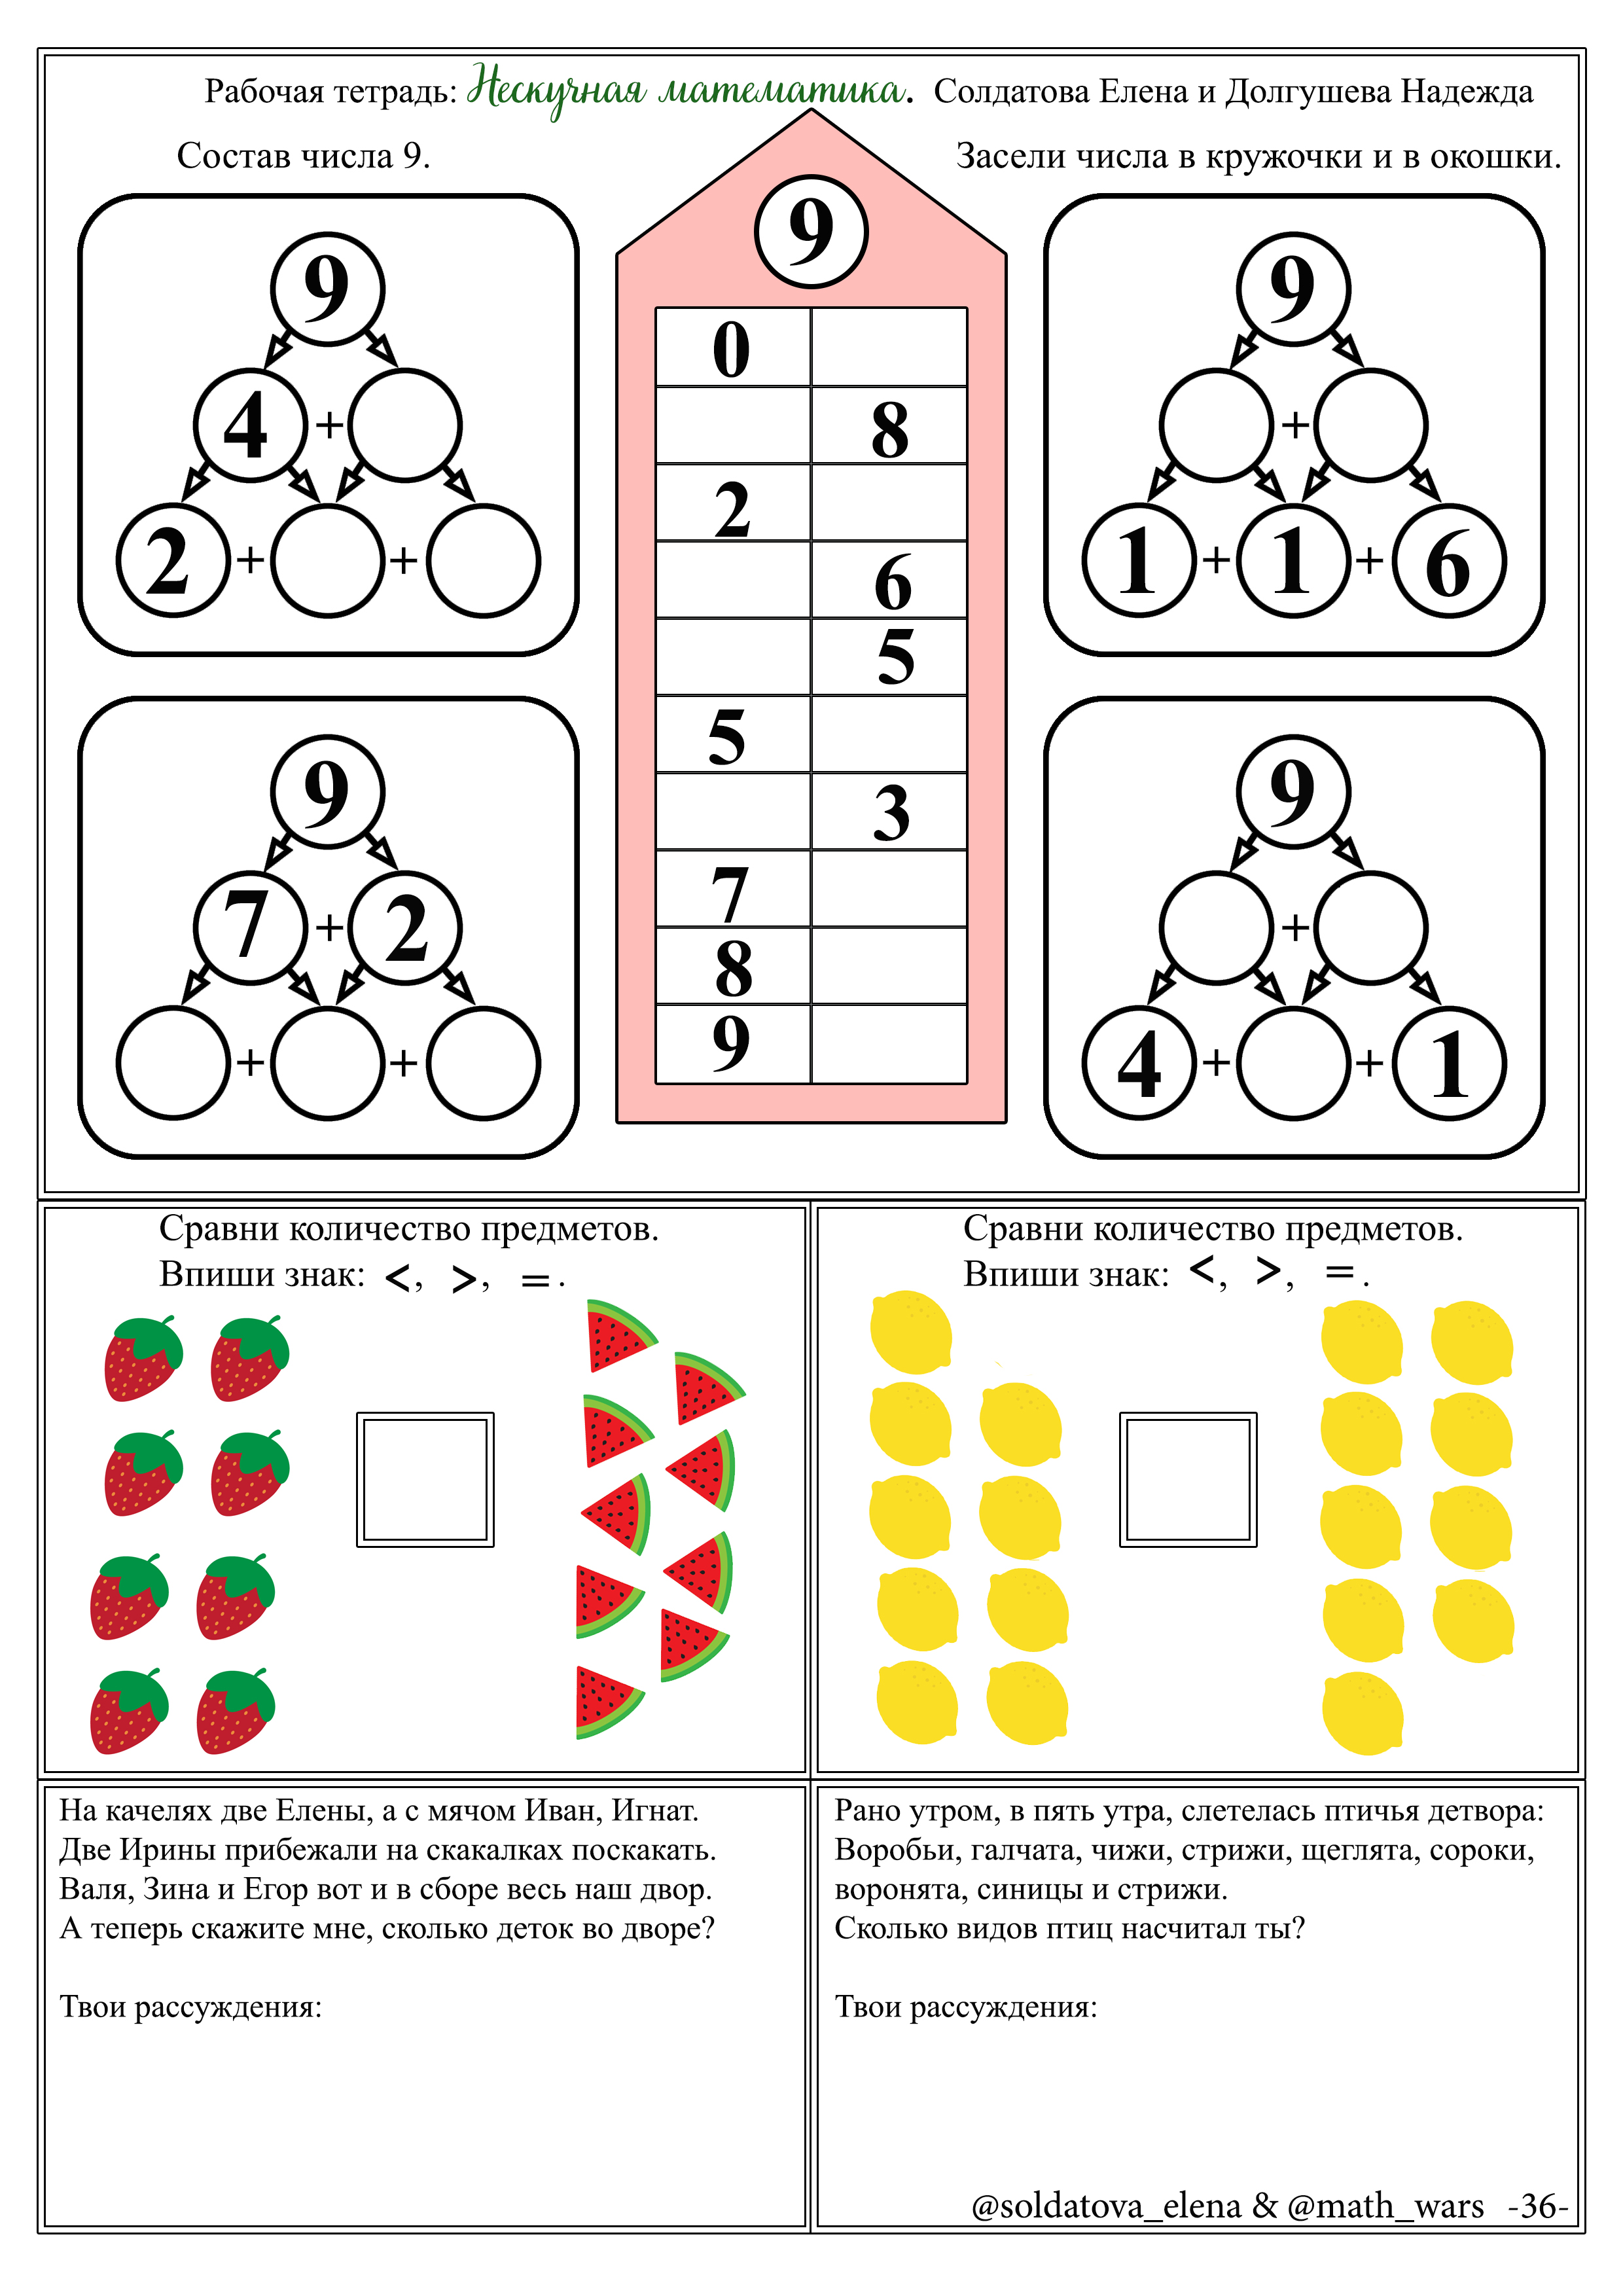 Рабочая тетрадь: Нескучная математика. Солдатова Елена и Долгушева Надежда
Состав числа 9.
Засели числа в кружочки и в окошки.
9
4 +
2 + +
9
7 + 2
+ +
9
0
8
2
6
5
5
3
7
8
9
9
+
1 + 1 + 6
9
+
4 + + 1
Сравни количество предметов.
Впиши знак: <, >, = .
Сравни количество предметов.
Впиши знак: <, >, = .
На качелях две Елены, а с мячом Иван, Игнат.
Две Ирины прибежали на скакалках поскакать.
Валя, Зина и Егор вот и в сборе весь наш двор.
А теперь скажите мне, сколько деток во дворе?
Твои рассуждения:
Рано утром, в пять утра, слетелась птичья детвора:
Воробьи, галчата, чижи, стрижи, щеглята, сороки,
воронята, синицы и стрижи.
Сколько видов птиц насчитал ты?
Твои рассуждения:
@soldatova_elena & @math_wars -36-